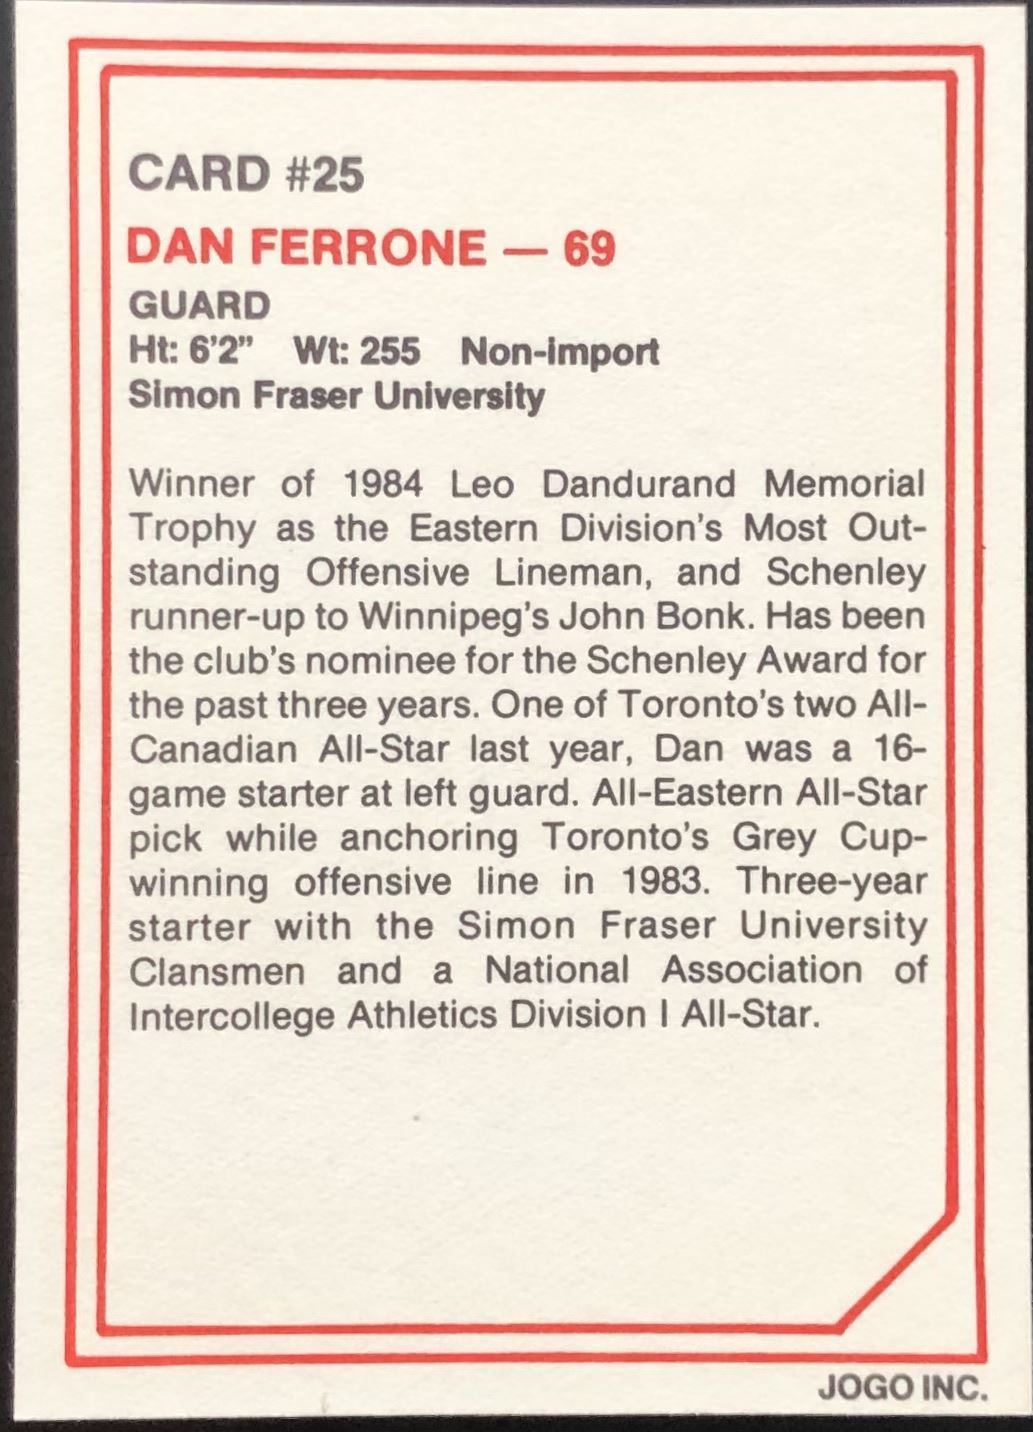 CARD #25
DAN FERRONE — 69
GUARD
Ht: 6'2" Wt: 255 Non-import
Simon Fraser University
Winner of 1984 Leo Dandurand Memorial
Trophy as the Eastern Division's Most Out-
standing Offensive Lineman, and Schenley
runner-up to Winnipeg's John Bonk. Has been
the club's nominee for the Schenley Award for
the past three years. One of Toronto's two All-
Canadian All-Star last year, Dan was a 16-
game starter at left guard. All-Eastern All-Star
pick while anchoring Toronto's Grey Cup-
winning offensive line in 1983. Three-year
starter with the Simon Fraser University
Clansmen and a National Association of
Intercollege Athletics Division I All-Star.
JOGO INC.